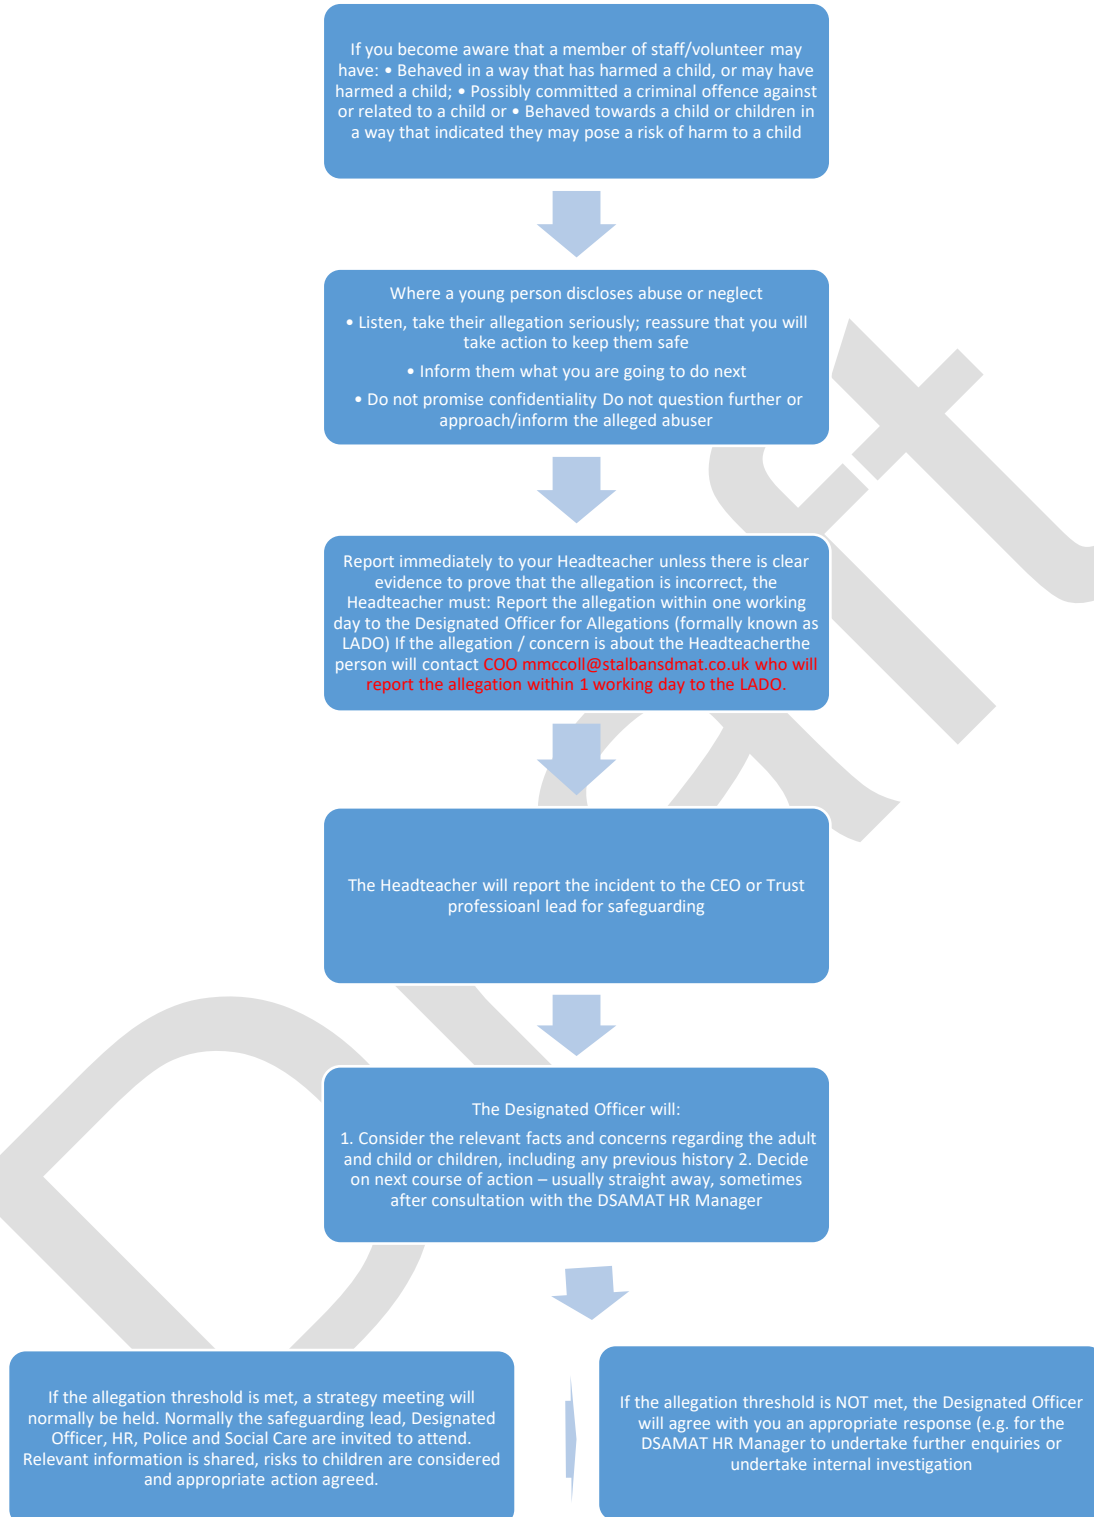 If you become aware that a member of staff/volunteer may
have: • Behaved in a way that has harmed a child, or may have
harmed a child; • Possibly committed a criminal offence against
or related to a child or • Behaved towards a child or children in
a way that indicated they may pose a risk of harm to a child
Where a young person discloses abuse or neglect
• Listen, take their allegation seriously; reassure that you will
take action to keep them safe
• Inform them what you are going to do next
• Do not promise confidentiality Do not question further or
approach/inform the alleged abuser
Report immediately to your Headteacher unless there is clear
evidence to prove that the allegation is incorrect, the
Headteacher must: Report the allegation within one working
day to the Designated Officer for Allegations (formally known as
LADO) If the allegation / concern is about the Headteacherthe
person will contact COO mmccoll@stalbansdmat.co.uk who will
report the allegation within 1 working day to the LADO.
The Headteacher will report the incident to the CEO or Trust
professioanl lead for safeguarding
The Designated Officer will:
1. Consider the relevant facts and concerns regarding the adult
and child or children, including any previous history 2. Decide
on next course of action – usually straight away, sometimes
after consultation with the DSAMAT HR Manager
If the allegation threshold is met, a strategy meeting will
normally be held. Normally the safeguarding lead, Designated
Officer, HR, Police and Social Care are invited to attend.
Relevant information is shared, risks to children are considered
and appropriate action agreed.
If the allegation threshold is NOT met, the Designated Officer
will agree with you an appropriate response (e.g. for the
DSAMAT HR Manager to undertake further enquiries or
undertake internal investigation
Draft